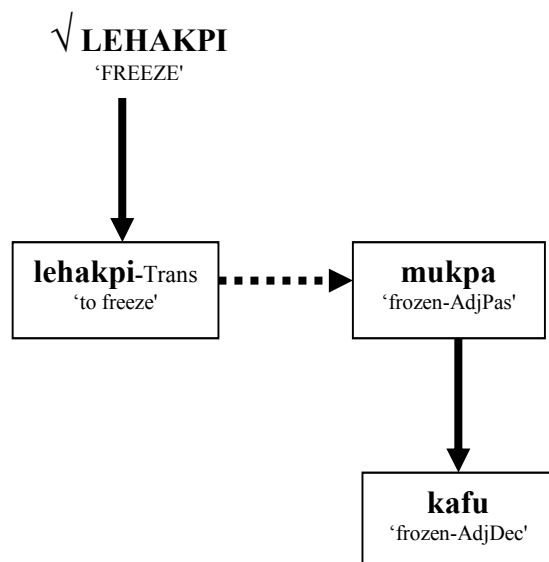 √ LEHAKPI
‘FREEZE'
lehakpi-Trans
‘to freeze'
mukpa
‘frozen-AdjPas'
kafu
‘frozen-AdjDec'